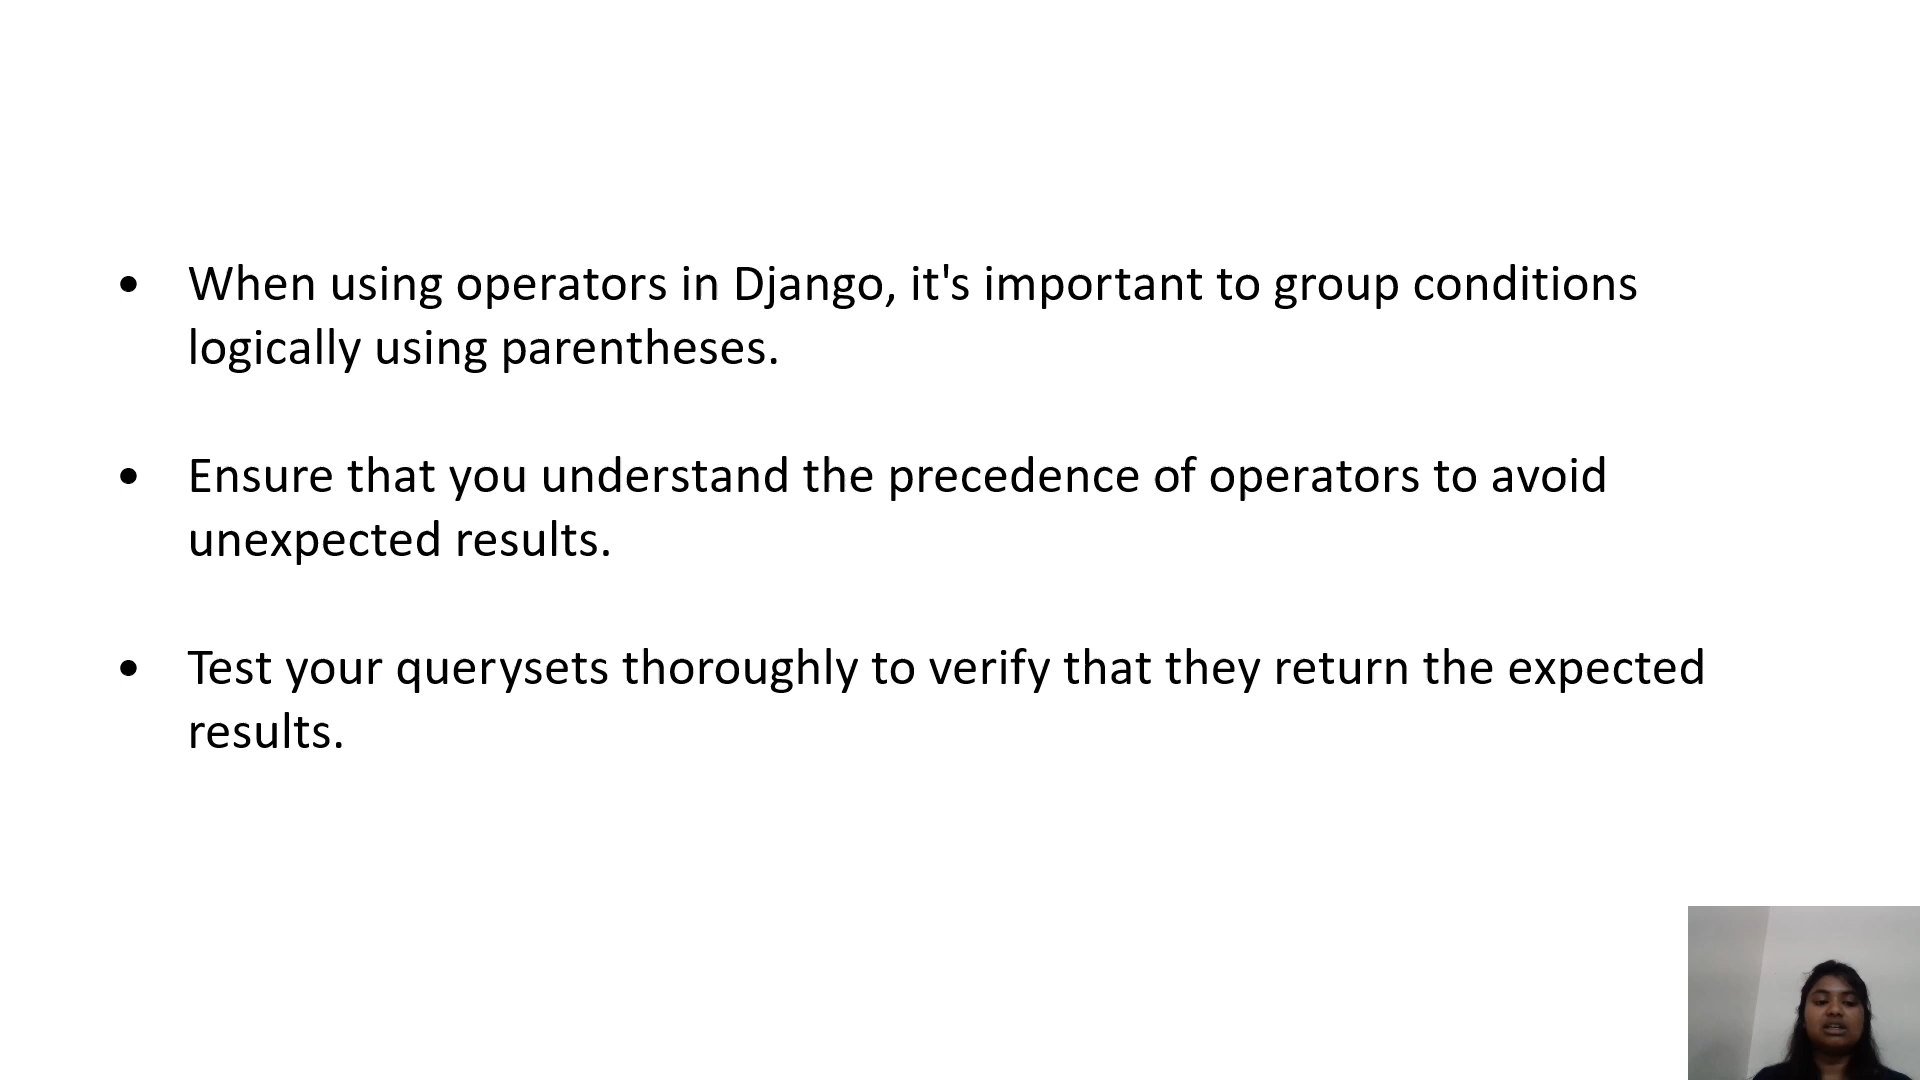 • When using operators in Django, it's important to group conditions
logically using parentheses.
• Ensure that you understand the precedence of operators to avoid
unexpected results.
• Test your querysets thoroughly to verify that they return the expected
results.